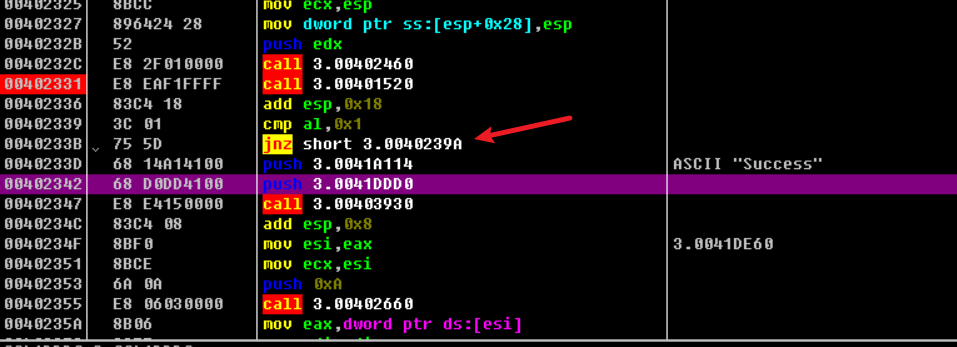 00402325 8BCC mov ecx,esp
00402327 896424 28 mov dword ptr ss:[esp+0x28],esp
0040232B 52 push edx
0040232C E8 2F010000 call 3.00402460
00402331 E8 EAF1FFFF call 3.00401520
00402336 83C4 18 add esp,0x18
00402339 3C 01 cmp al,0x1
0040233B 75 5D jnz short 3.0040239A
0040233D 68 14A14100 push 3.0041A114 ASCII "Success"
00402342 68 D0DD4100 push 3.0041DDD0
00402347 E8 E4150000 call 3.00403930
0040234C 83C4 08 add esp,0x8
0040234F 8BF0 mov esi,eax 3.0041DE60
00402351 8BCE mov ecx,esi
00402353 6A 0A push 0xA
00402355 E8 06030000 call 3.00402660
0040235A 8B06 mov eax,dword ptr ds:[esi]